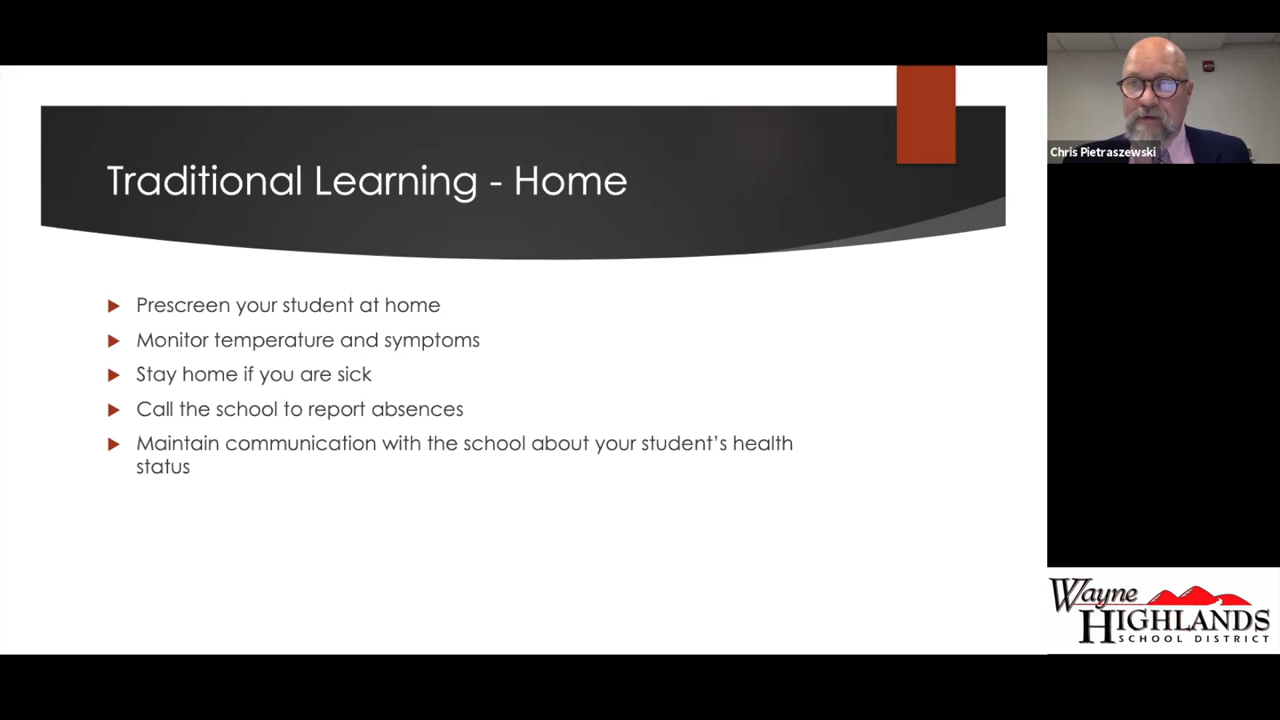 Traditional Learning - Home
Prescreen your student at home
Monitor temperature and symptoms
Stay home if you are sick
Call the school to report absences
Maintain communication with the school about your student’s health
status
Chris Pietraszewski
Wayne
HIGHLANDS
SCHOOL DISTRICT